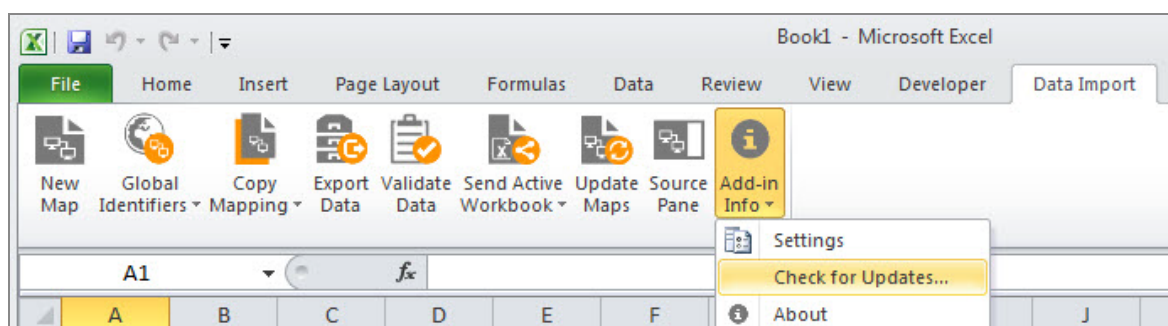 Book1 - Microsoft Excel
File Home Insert Page Layout Formulas Data Review View Developer Data Import
New Map
Global Identifiers
Copy Mapping
Export Data
Validate Data
Send Active Workbook
Update Maps
Source Pane
Add-in Info
Settings
A1 fx
Check for Updates...
A B C D E F J
About